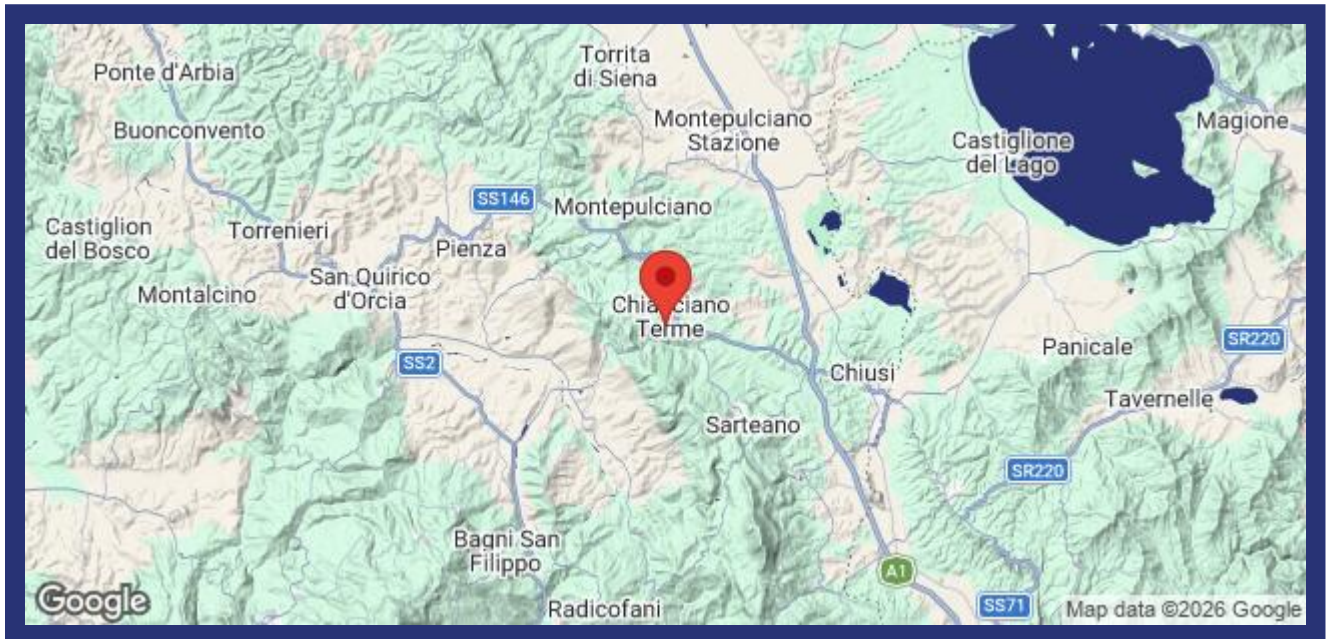 Torrita
di Siena
Ponte d'Arbia
Montepulciano
Stazione
Magione
Buonconvento
Castiglione
del Lago
SS146
Montepulciano
Castiglion
del Bosco
Torrenieri
Pienza
San Quirico
d'Orcia
Montalcino
Chianciano
Terme
SR220
Panicale
SS2
Chiusi
Tavernelle
Sarteano
SR220
Bagni San
Filippo
A1
Google
Radicofani
SS71
Map data ©2026 Google